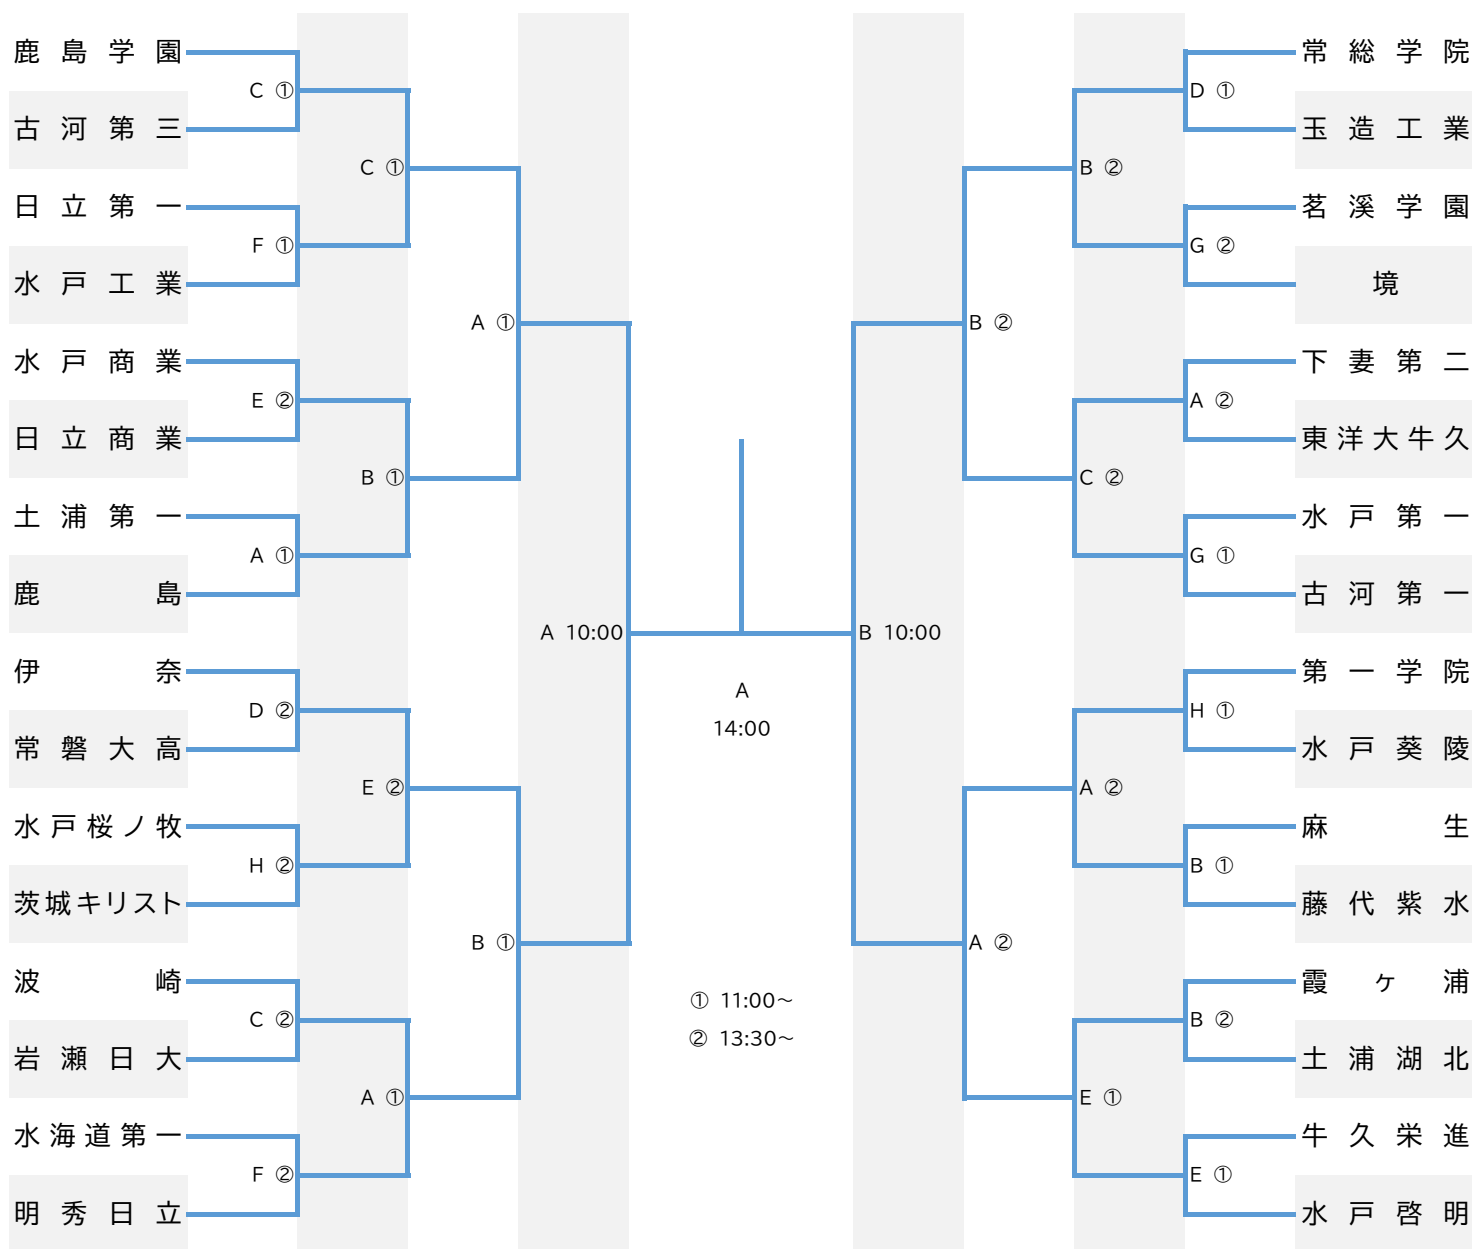 鹿島学園
C ①
古河第三
C ①
日立第一
F ①
水戸工業
A ①
水戸商業
E ②
日立商業
B ①
土浦第一
A ①
鹿島
A 10:00
伊奈
D ②
常磐大高
E ②
水戸桜ノ牧
H ②
茨城キリスト
B ①
波崎
C ②
岩瀬日大
A ①
水海道第一
F ②
明秀日立
A
14:00
① 11:00～
② 13:30～
常総学院
D ①
玉造工業
B ②
茗溪学園
G ②
境
B ②
下妻第二
A ②
東洋大牛久
C ②
水戸第一
G ①
古河第一
B 10:00
第一学院
H ①
水戸葵陵
A ②
麻生
B ①
藤代紫水
A ②
霞ヶ浦
B ②
土浦湖北
E ①
牛久栄進
E ①
水戸啓明